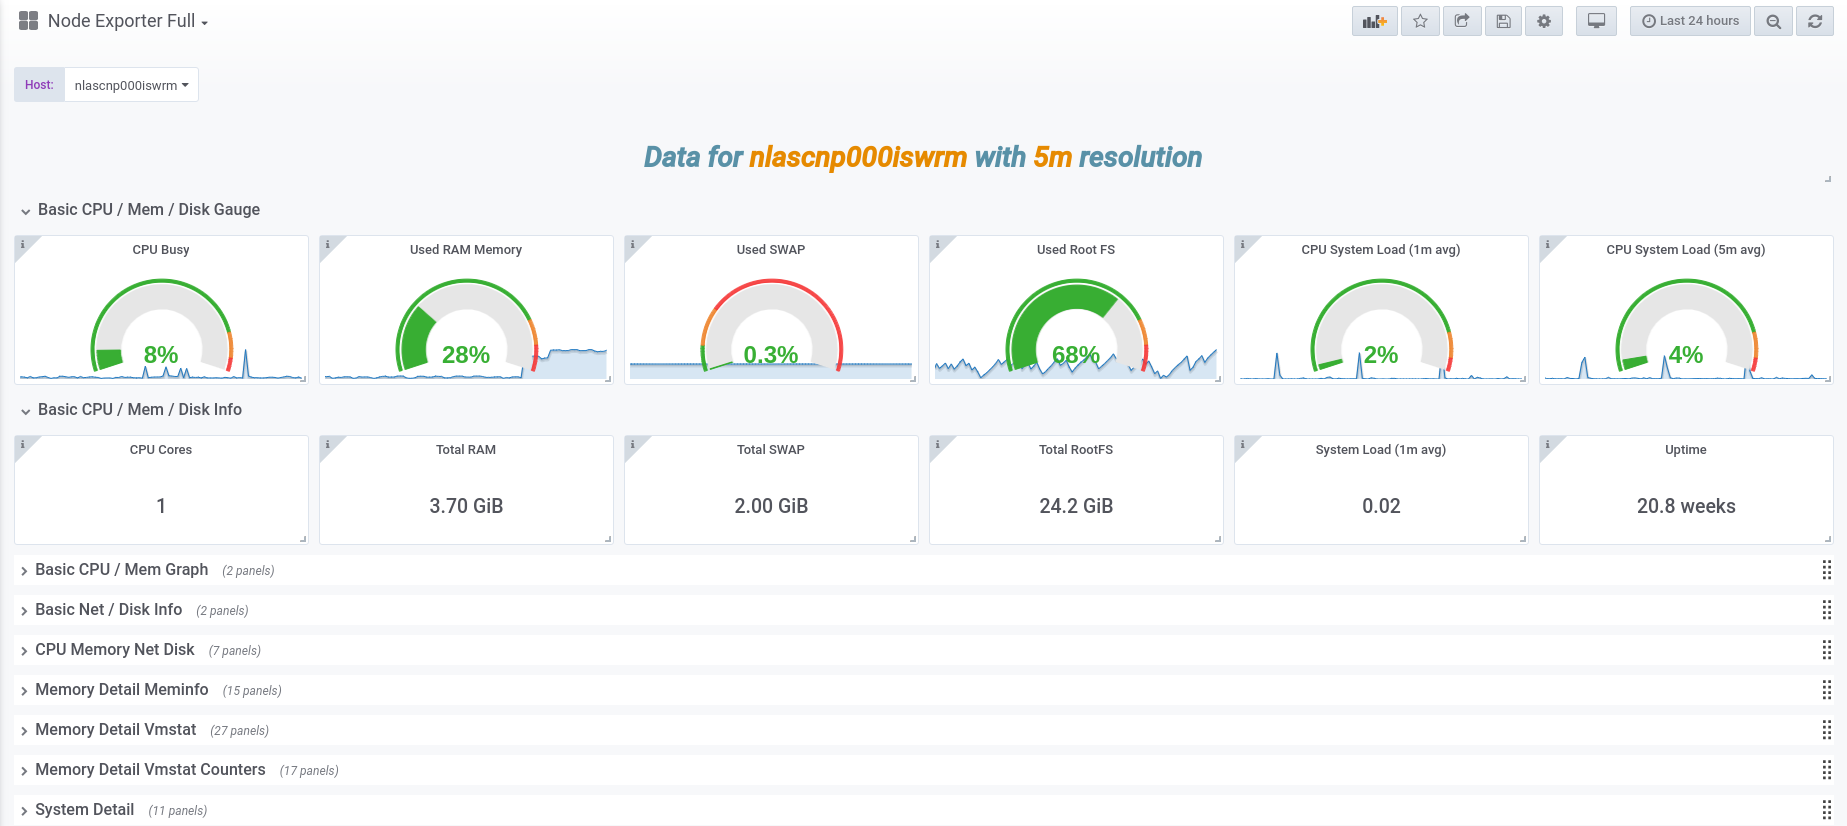 Node Exporter Full
Last 24 hours
Host: nlascnp000iswrm
Data for nlascnp000iswrm with 5m resolution
Basic CPU / Mem / Disk Gauge
CPU Busy
8%
Used RAM Memory
28%
Used SWAP
0.3%
Used Root FS
68%
CPU System Load (1m avg)
2%
CPU System Load (5m avg)
4%
Basic CPU / Mem / Disk Info
CPU Cores
1
Total RAM
3.70 GiB
Total SWAP
2.00 GiB
Total RootFS
24.2 GiB
System Load (1m avg)
0.02
Uptime
20.8 weeks
Basic CPU / Mem Graph (2 panels)
Basic Net / Disk Info (2 panels)
CPU Memory Net Disk (7 panels)
Memory Detail Meminfo (15 panels)
Memory Detail Vmstat (27 panels)
Memory Detail Vmstat Counters (17 panels)
System Detail (11 panels)